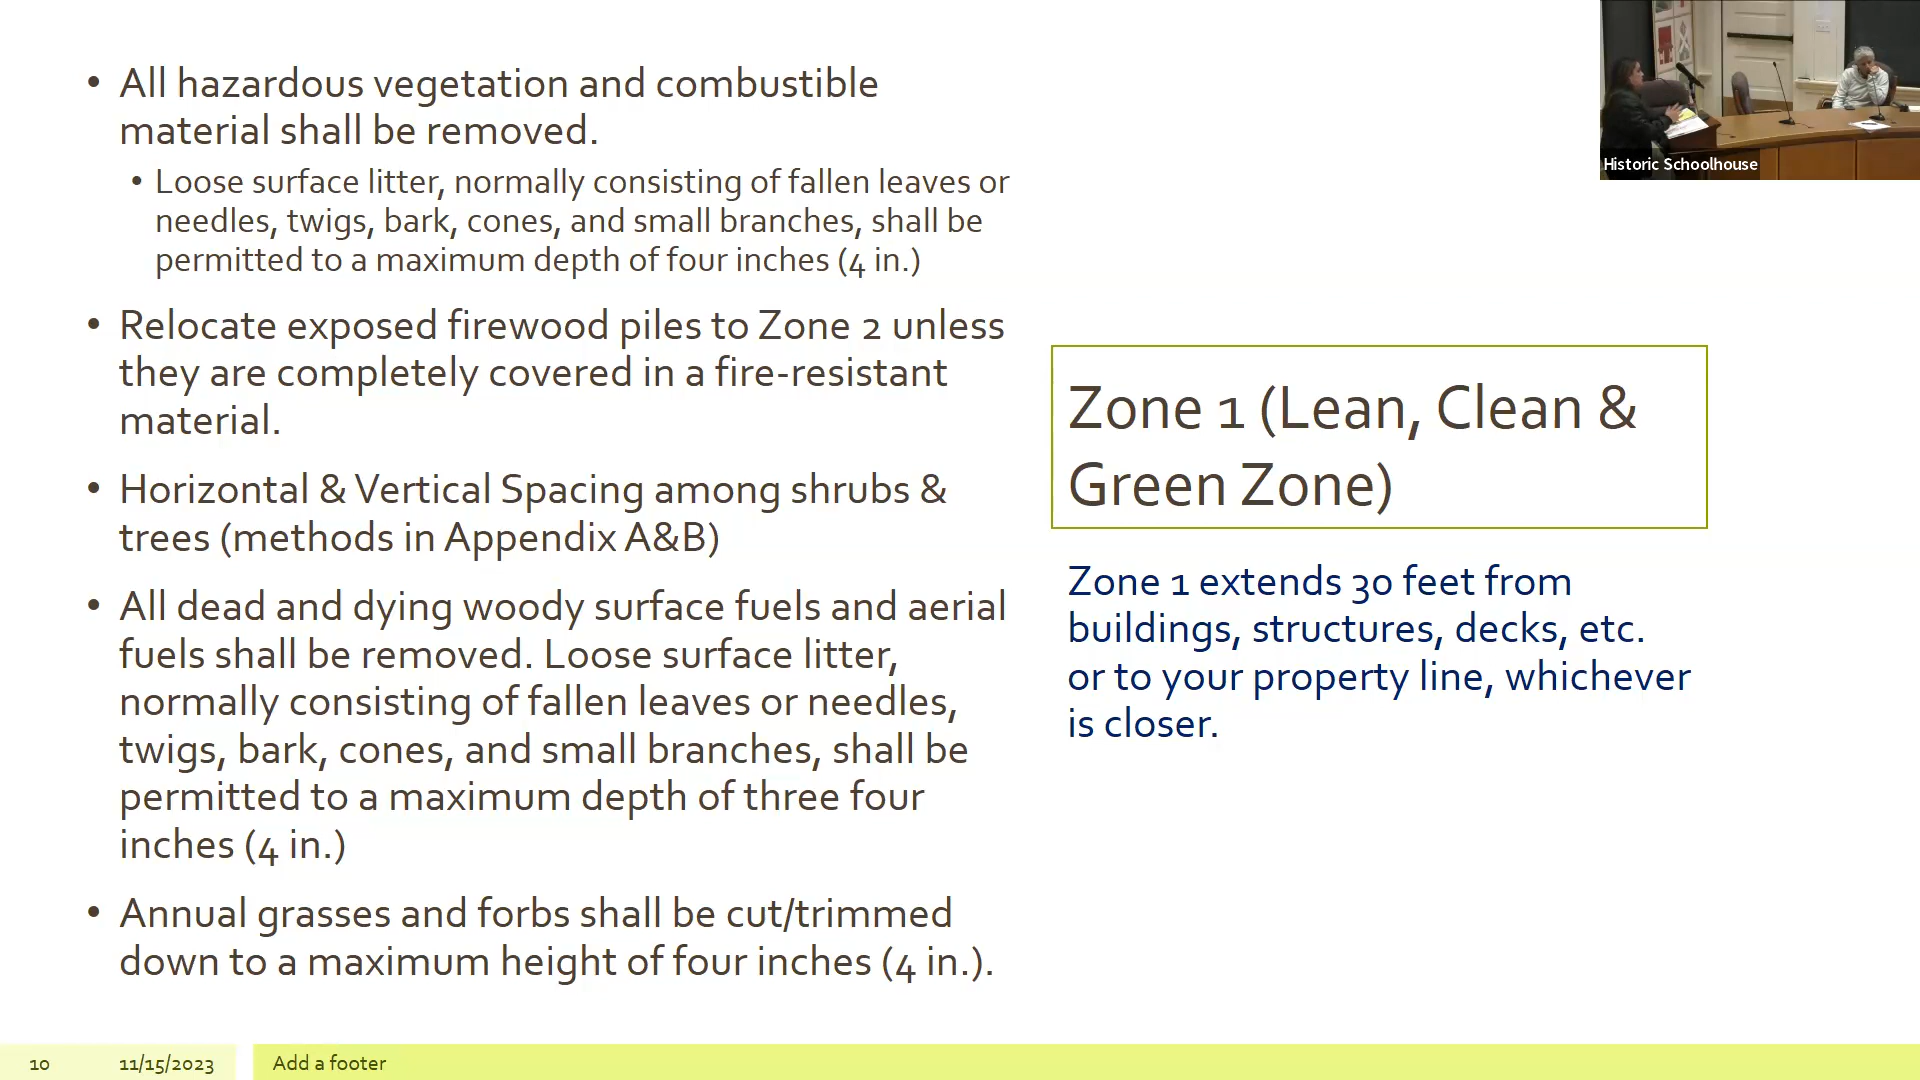 • All hazardous vegetation and combustible
material shall be removed.
• Loose surface litter, normally consisting of fallen leaves or
needles, twigs, bark, cones, and small branches, shall be
permitted to a maximum depth of four inches (4 in.)
• Relocate exposed firewood piles to Zone 2 unless
they are completely covered in a fire-resistant
material.
• Horizontal & Vertical Spacing among shrubs &
trees (methods in Appendix A&B)
• All dead and dying woody surface fuels and aerial
fuels shall be removed. Loose surface litter,
normally consisting of fallen leaves or needles,
twigs, bark, cones, and small branches, shall be
permitted to a maximum depth of three four
inches (4 in.)
• Annual grasses and forbs shall be cut/trimmed
down to a maximum height of four inches (4 in.).
Zone 1 (Lean, Clean &
Green Zone)
Zone 1 extends 30 feet from
buildings, structures, decks, etc.
or to your property line, whichever
is closer.
Historic Schoolhouse
10 11/15/2023 Add a footer